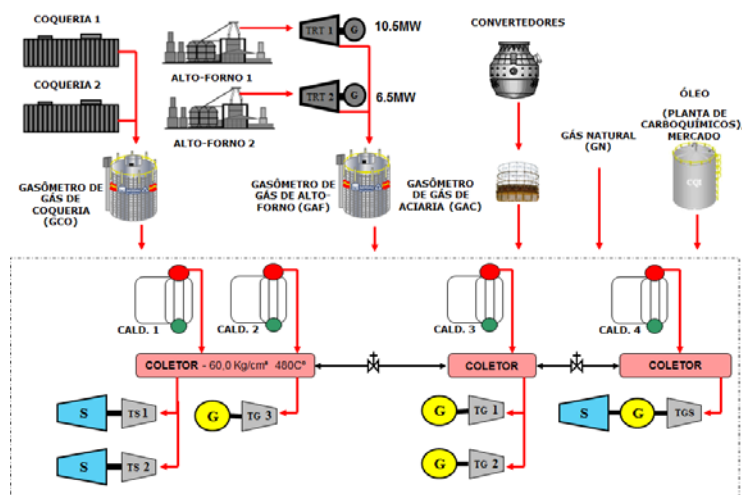 COQUERIA 1
COQUERIA 2
ALTO-FORNO 1
ALTO-FORNO 2
TRT 1
G
10.5MW
TRT 2
G
6.5MW
CONVERTEDORES
GÁS NATURAL
(GN)
ÓLEO
(PLANTA DE
CARBOQUÍMICOS)/
MERCADO
GASÔMETRO DE
GÁS DE
COQUERIA
(GCO)
GASÔMETRO DE
GÁS DE ALTO-
FORNO (GAF)
GASÔMETRO
DE GÁS DE
ACIARIA (GAC)
CQI
CALD. 1
CALD. 2
CALD. 3
CALD. 4
COLETOR - 60,0 Kg/cm² 480Cº
COLETOR
COLETOR
S
TS 1
G
TG 3
G
TG 1
S
G
TGS
S
TS 2
G
TG 2